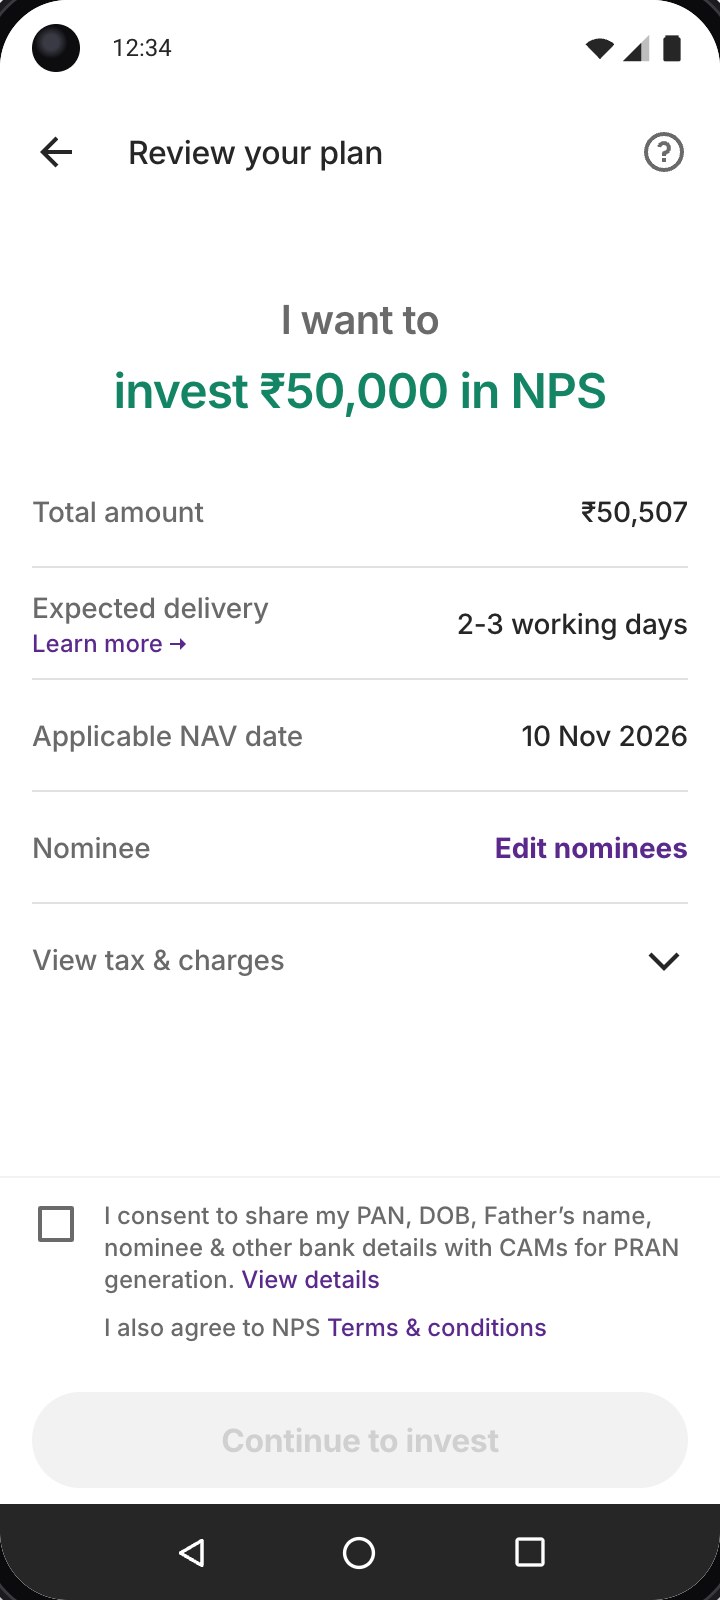 12:34
Review your plan
I want to
invest ₹50,000 in NPS
Total amount
₹50,507
Expected delivery
Learn more →
2-3 working days
Applicable NAV date
10 Nov 2026
Nominee
Edit nominees
View tax & charges
I consent to share my PAN, DOB, Father’s name,
nominee & other bank details with CAMs for PRAN
generation. View details
I also agree to NPS Terms & conditions
Continue to invest